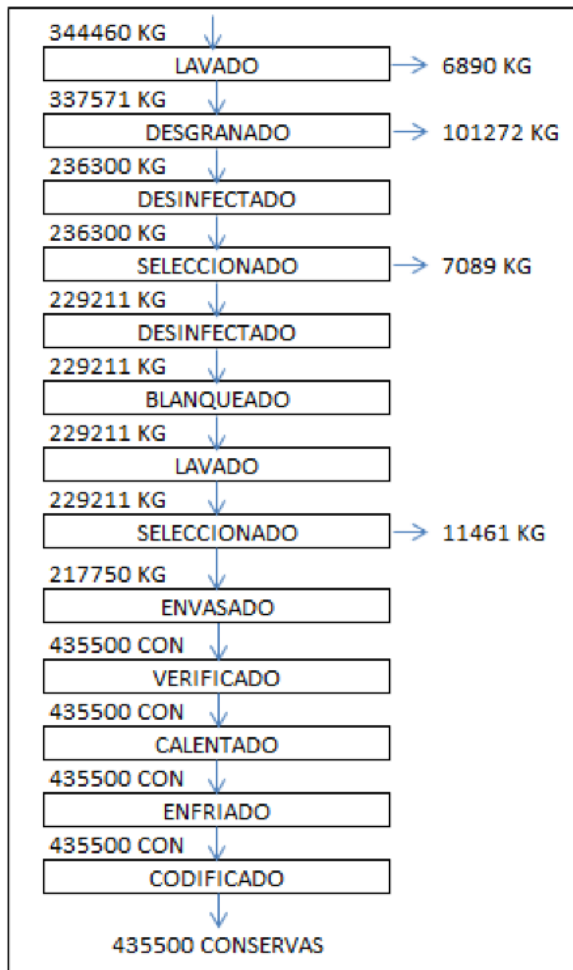 344460 KG
LAVADO
6890 KG
337571 KG
DESGRANADO
101272 KG
236300 KG
DESINFECTADO
236300 KG
SELECCIONADO
7089 KG
229211 KG
DESINFECTADO
229211 KG
BLANQUEADO
229211 KG
LAVADO
229211 KG
SELECCIONADO
11461 KG
217750 KG
ENVASADO
435500 CON
VERIFICADO
435500 CON
CALENTADO
435500 CON
ENFRIADO
435500 CON
CODIFICADO
435500 CONSERVAS